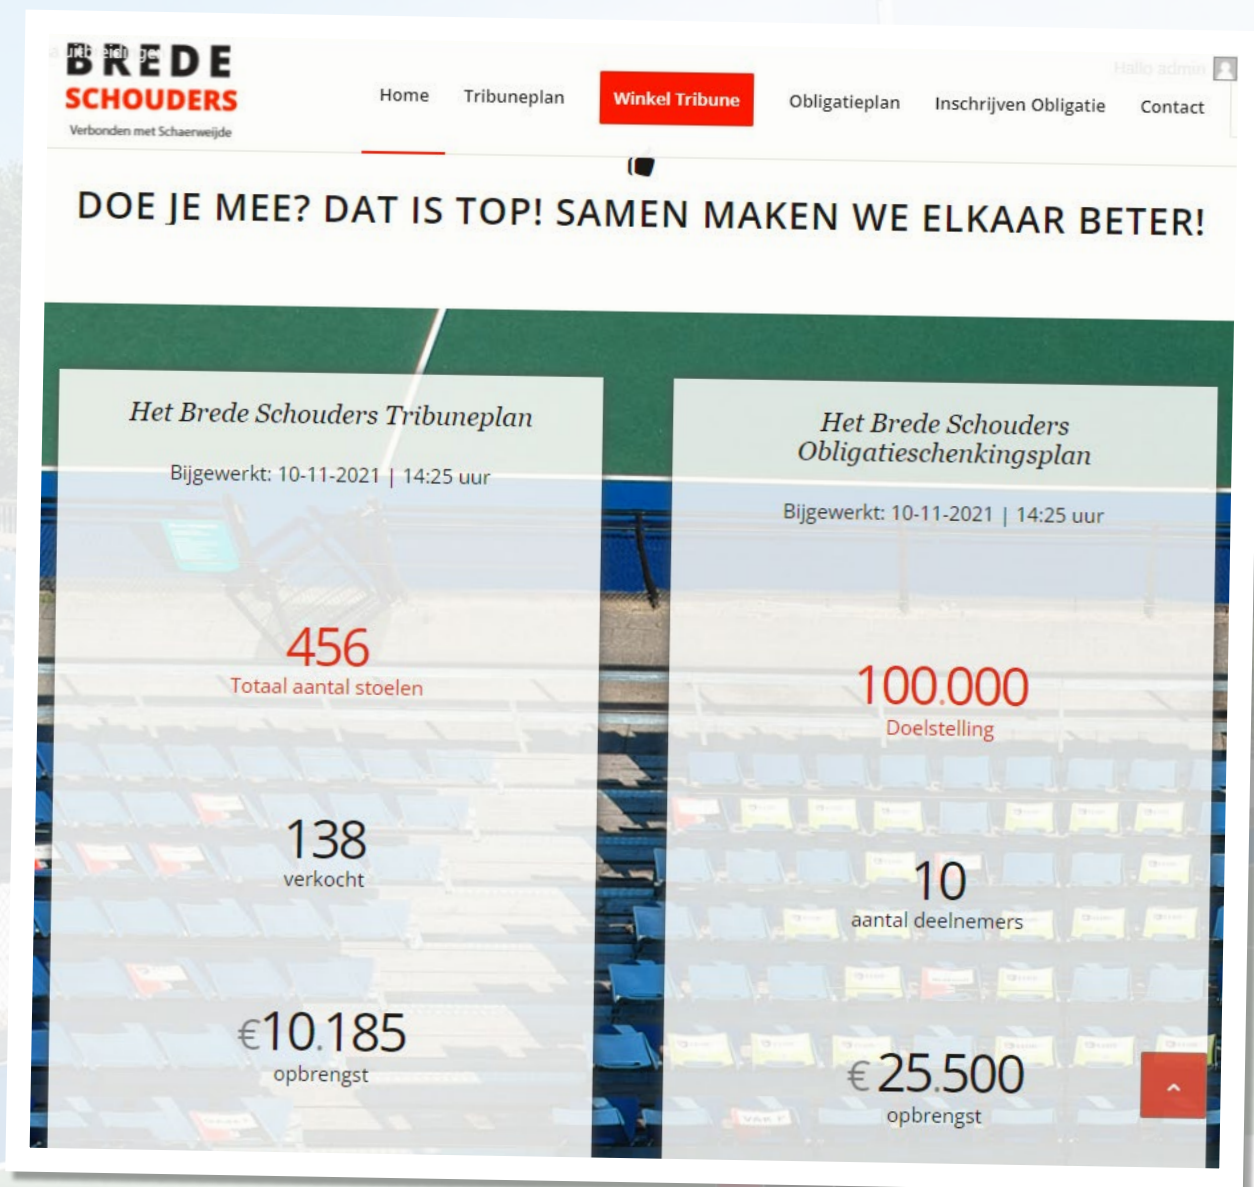 BREDE
SCHOUDERS
Verbonden met Schaerweijde
Hallo admin
Home
Tribuneplan
Winkel Tribune
Obligatieplan
Inschrijven Obligatie
Contact
DOE JE MEE? DAT IS TOP! SAMEN MAKEN WE ELKAAR BETER!
Het Brede Schouders Tribuneplan
Bijgewerkt: 10-11-2021 | 14:25 uur
456
Totaal aantal stoelen
138
verkocht
€10.185
opbrengst
Het Brede Schouders
Obligatieschenkingsplan
Bijgewerkt: 10-11-2021 | 14:25 uur
100.000
Doelstelling
10
aantal deelnemers
€ 25.500
opbrengst